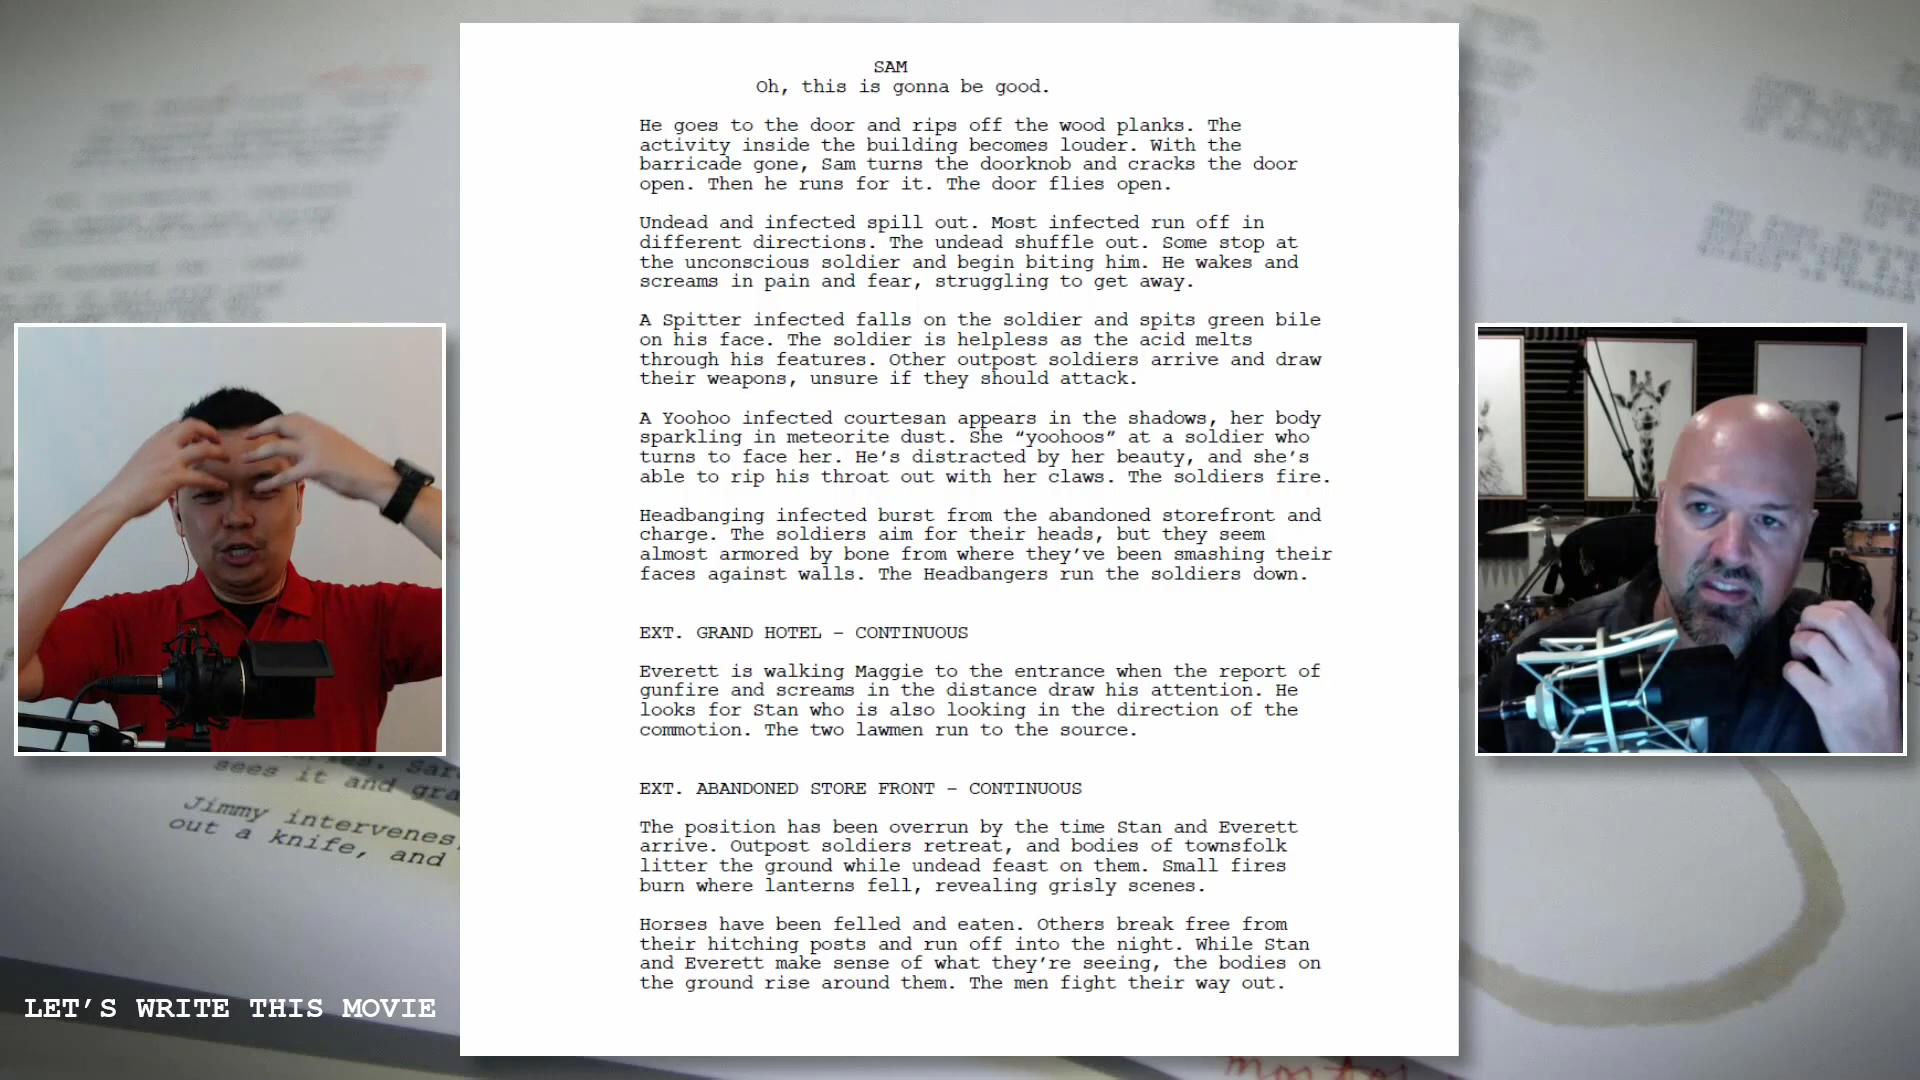 SAM
Oh, this is gonna be good.
He goes to the door and rips off the wood planks. The
activity inside the building becomes louder. With the
barricade gone, Sam turns the doorknob and cracks the door
open. Then he runs for it. The door flies open.
Undead and infected spill out. Most infected run off in
different directions. The undead shuffle out. Some stop at
the unconscious soldier and begin biting him. He wakes and
screams in pain and fear, struggling to get away.
A Spitter infected falls on the soldier and spits green bile
on his face. The soldier is helpless as the acid melts
through his features. Other outpost soldiers arrive and draw
their weapons, unsure if they should attack.
A Yoohoo infected courtesan appears in the shadows, her body
sparkling in meteorite dust. She “yoohoos” at a soldier who
turns to face her. He’s distracted by her beauty, and she’s
able to rip his throat out with her claws. The soldiers fire.
Headbanging infected burst from the abandoned storefront and
charge. The soldiers aim for their heads, but they seem
almost armored by bone from where they’ve been smashing their
faces against walls. The Headbangers run the soldiers down.
EXT. GRAND HOTEL – CONTINUOUS
Everett is walking Maggie to the entrance when the report of
gunfire and screams in the distance draw his attention. He
looks for Stan who is also looking in the direction of the
commotion. The two lawmen run to the source.
EXT. ABANDONED STORE FRONT – CONTINUOUS
The position has been overrun by the time Stan and Everett
arrive. Outpost soldiers retreat, and bodies of townsfolk
litter the ground while undead feast on them. Small fires
burn where lanterns fell, revealing grisly scenes.
Horses have been felled and eaten. Others break free from
their hitching posts and run off into the night. While Stan
and Everett make sense of what they’re seeing, the bodies on
the ground rise around them. The men fight their way out.
sees it and gra
Jimmy intervenes,
out a knife, and
LET’S WRITE THIS MOVIE